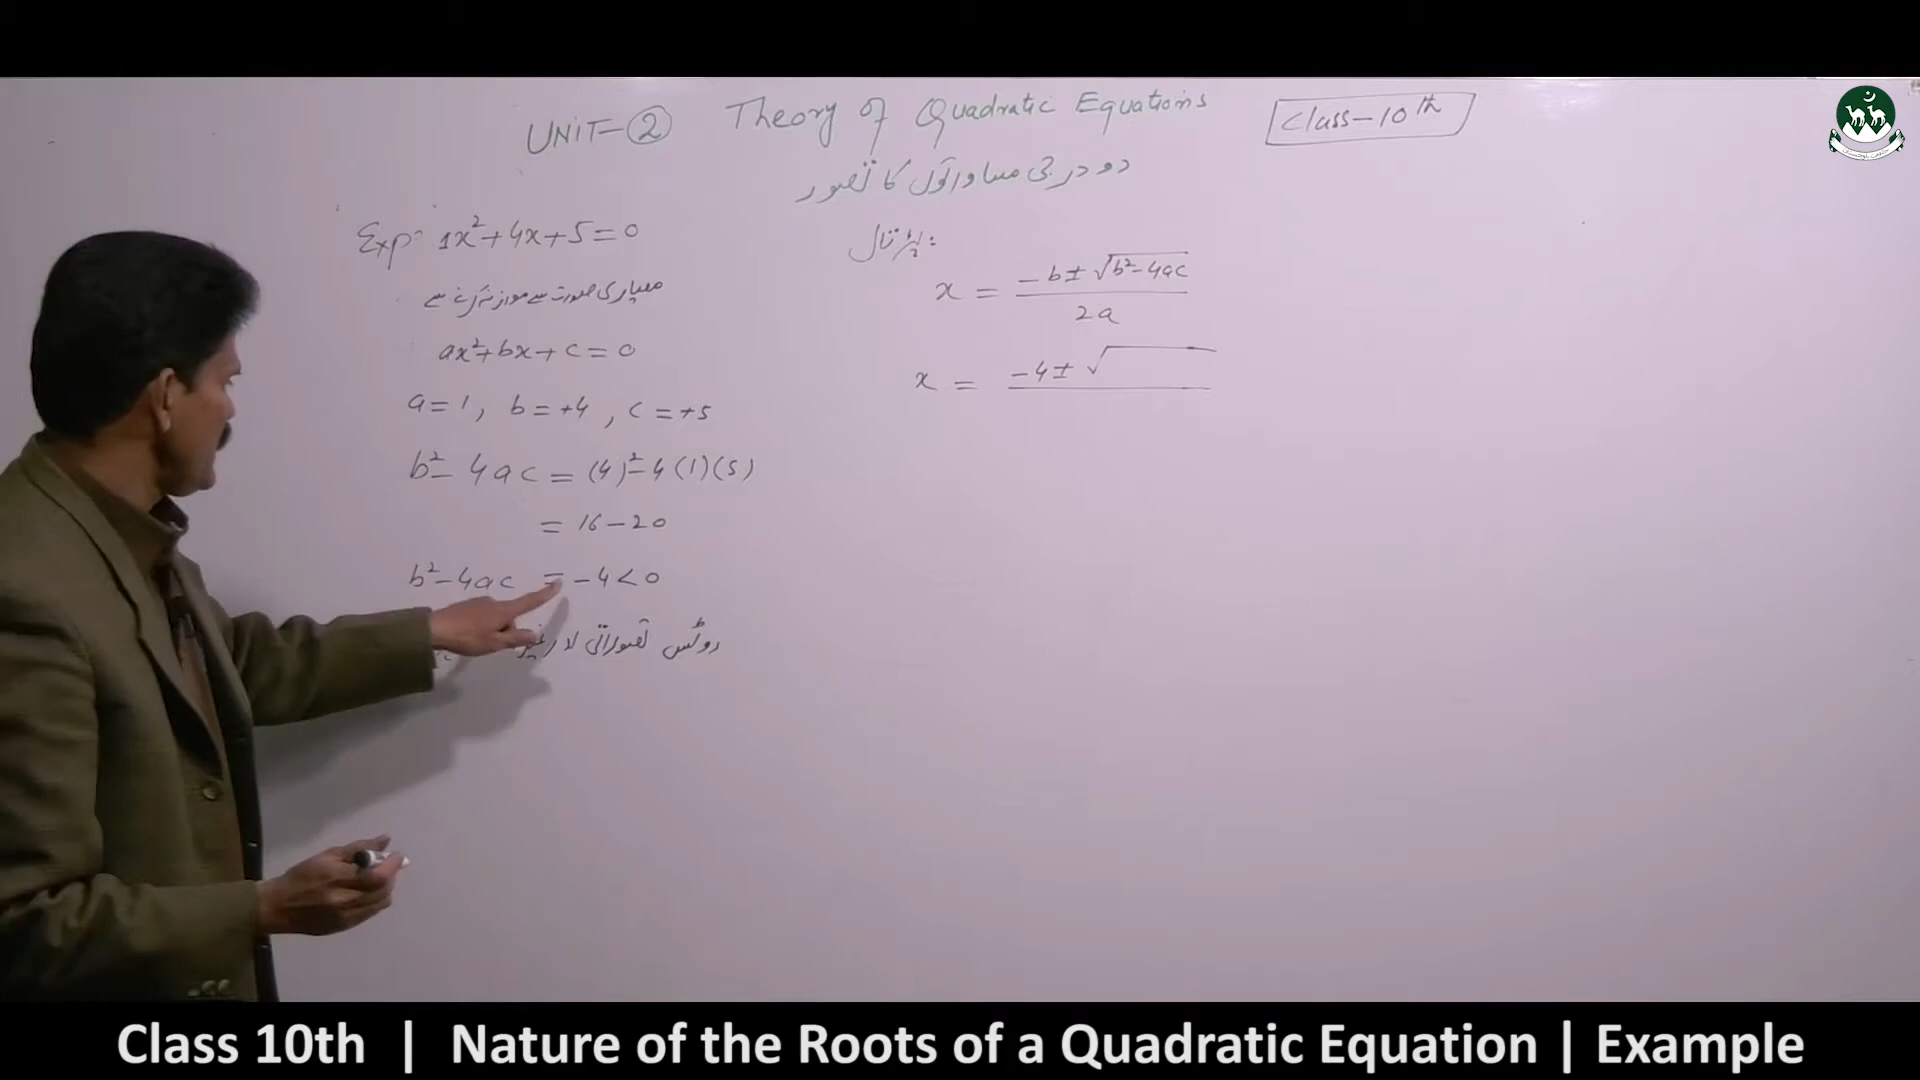 UNIT-② Theory of Quadratic Equations
Class-10th
دو درجی مساواتوں کا تصور
Exp:- 1x²+4x+5=0
معیاری صورت سے موازنہ کرنے سے
ax²+bx+c=0
a=1, b=+4, c=+5
b²-4ac = (4)²-4(1)(5)
= 16-20
b²-4ac = -4<0
روٹس تصوراتی
پڑتال:
x = (-b±√(b²-4ac))/2a
x = -4±√
Class 10th | Nature of the Roots of a Quadratic Equation | Example